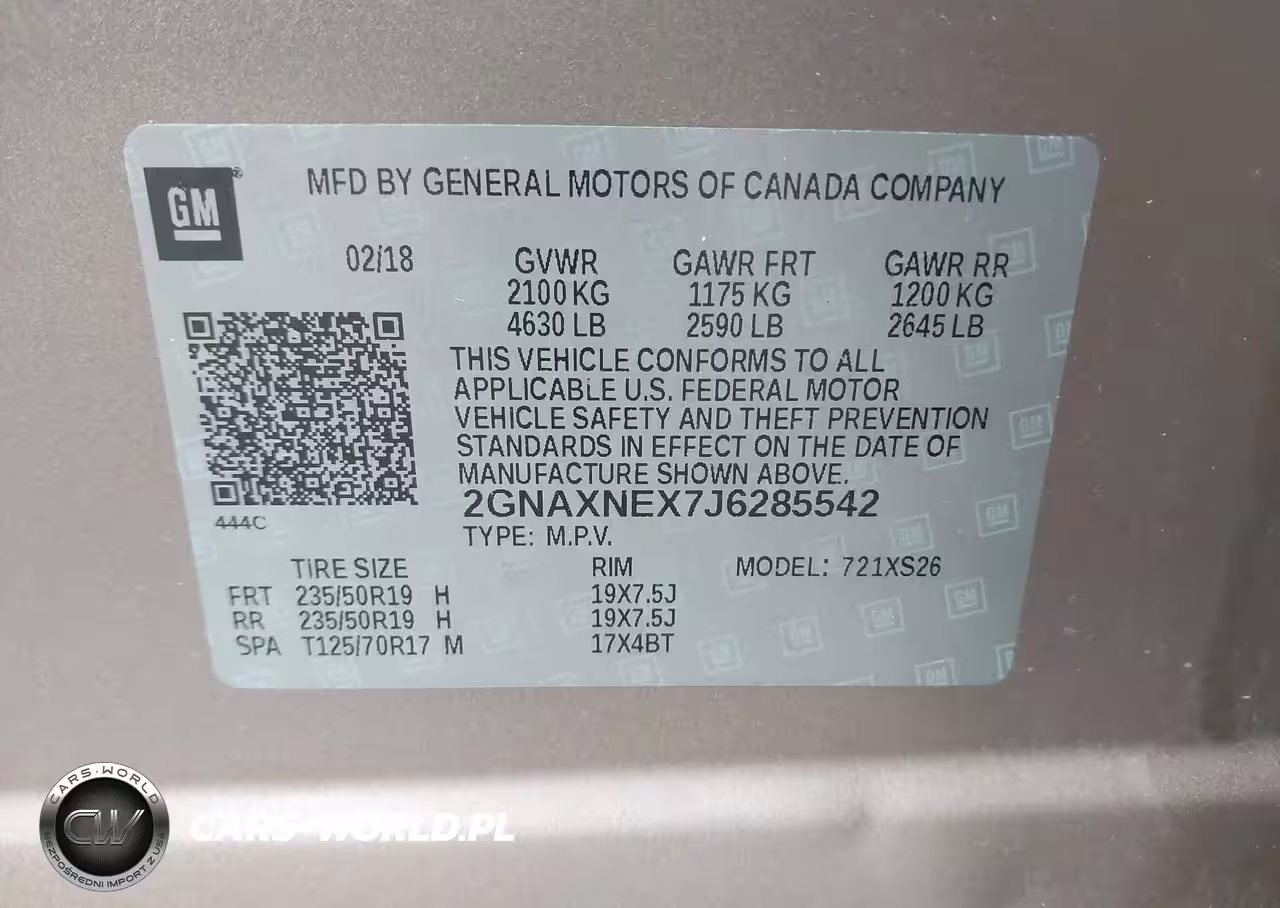 GM®
MFD BY GENERAL MOTORS OF CANADA COMPANY
02/18 GVWR GAWR FRT GAWR RR
2100 KG 1175 KG 1200 KG
4630 LB 2590 LB 2645 LB
THIS VEHICLE CONFORMS TO ALL
APPLICABLE U.S. FEDERAL MOTOR
VEHICLE SAFETY AND THEFT PREVENTION
STANDARDS IN EFFECT ON THE DATE OF
MANUFACTURE SHOWN ABOVE.
2GNAXNEX7J6285542
444C
TYPE: M.P.V.
TIRE SIZE RIM MODEL: 721XS26
FRT 235/50R19 H 19X7.5J
RR 235/50R19 H 19X7.5J
SPA T125/70R17 M 17X4BT
CARS-WORLD
CW
BEZPOŚREDNI IMPORT Z USA
CARS-WORLD.PL